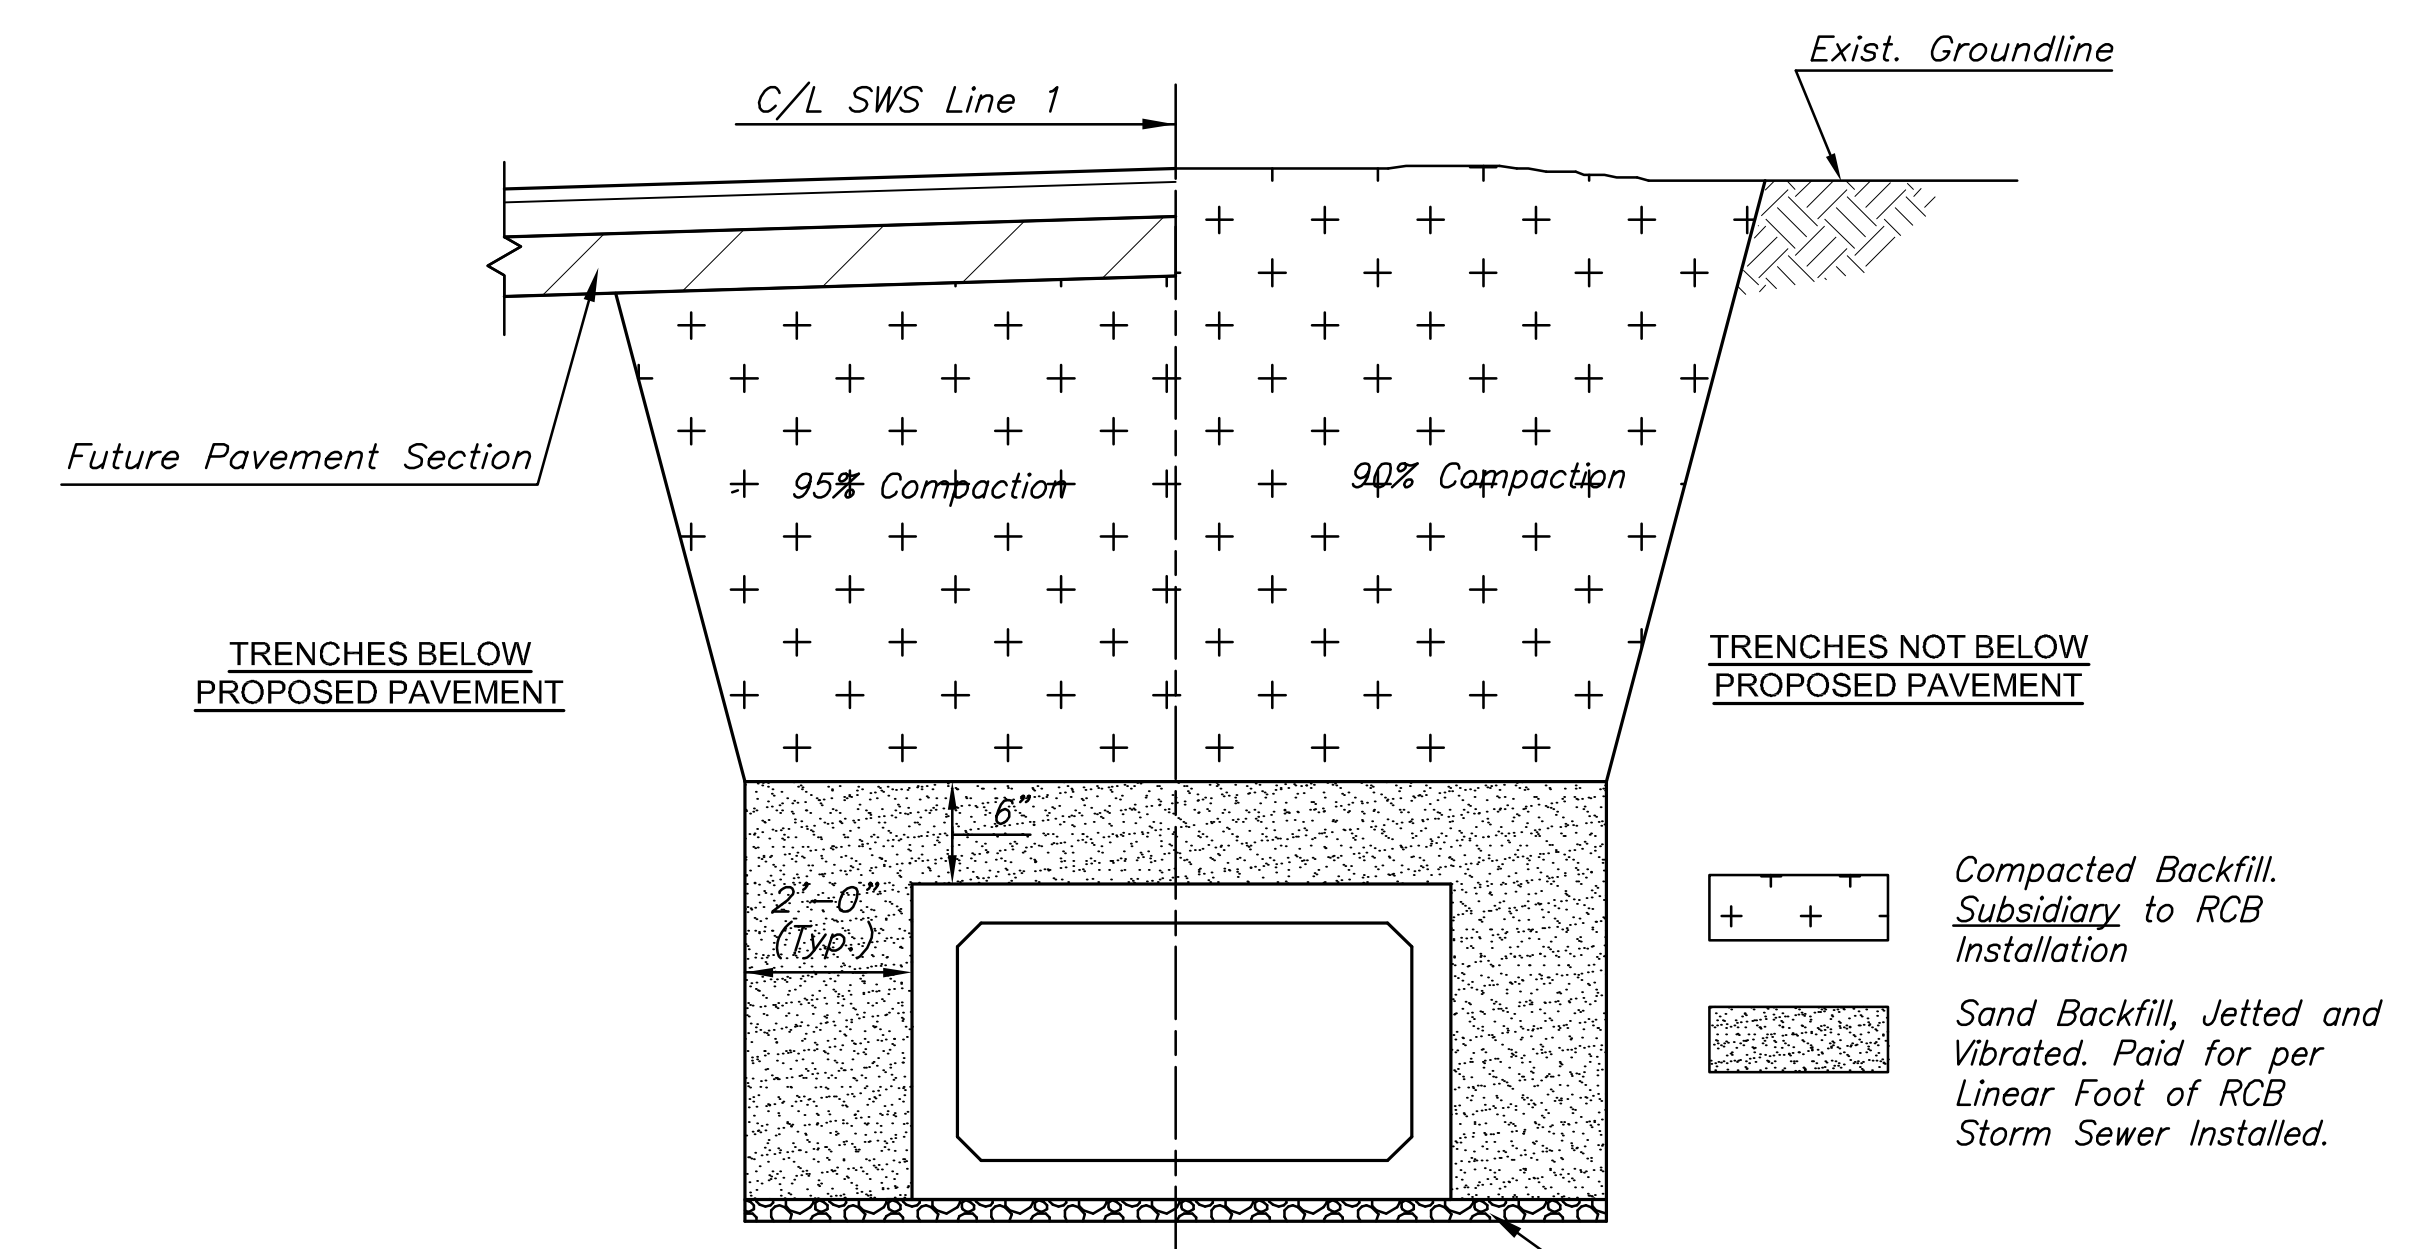 Exist. Groundline
C/L SWS Line 1
Future Pavement Section
95% Compaction
90% Compaction
TRENCHES BELOW
PROPOSED PAVEMENT
TRENCHES NOT BELOW
PROPOSED PAVEMENT
6"
2'-0"
(Typ.)
Compacted Backfill.
Subsidiary to RCB
Installation
Sand Backfill, Jetted and
Vibrated. Paid for per
Linear Foot of RCB
Storm Sewer Installed.